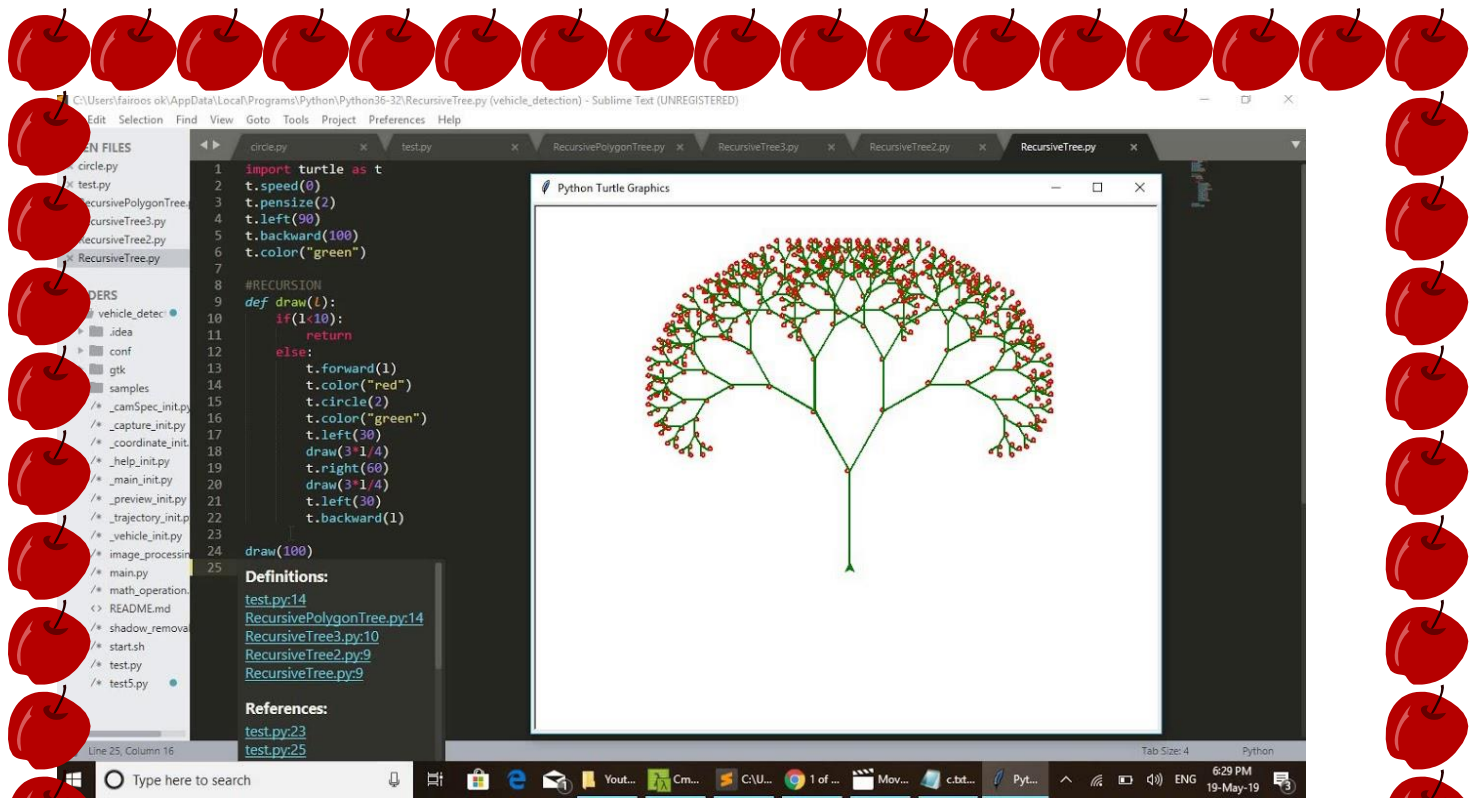 C:\Users\fairoos ok\AppData\Local\Programs\Python\Python36-32\RecursiveTree.py (vehicle_detection) - Sublime Text (UNREGISTERED)
Edit Selection Find View Goto Tools Project Preferences Help
EN FILES
circle.py
test.py
ecursivePolygonTree.
cursiveTree3.py
ecursiveTree2.py
RecursiveTree.py
DERS
vehicle_detec
.idea
conf
gtk
samples
/* _camSpec_init.py
/* _capture_init.py
/* _coordinate_init.
/* _help_init.py
/* _main_init.py
/* _preview_init.py
/* _trajectory_init.p
/* _vehicle_init.py
/* image_processin
/* main.py
/* math_operation.
<> README.md
/* shadow_removal
/* start.sh
/* test.py
/* test5.py
circle.py test.py RecursivePolygonTree.py RecursiveTree3.py RecursiveTree2.py RecursiveTree.py
1 import turtle as t
2 t.speed(0)
3 t.pensize(2)
4 t.left(90)
5 t.backward(100)
6 t.color("green")
7
8 #RECURSION
9 def draw(l):
10 if(l<10):
11 return
12 else:
13 t.forward(l)
14 t.color("red")
15 t.circle(2)
16 t.color("green")
17 t.left(30)
18 draw(3*l/4)
19 t.right(60)
20 draw(3*l/4)
21 t.left(30)
22 t.backward(l)
23
24 draw(100)
25
Definitions:
test.py:14
RecursivePolygonTree.py:14
RecursiveTree3.py:10
RecursiveTree2.py:9
RecursiveTree.py:9
References:
test.py:23
test.py:25
Python Turtle Graphics
Line 25, Column 16 Tab Size: 4 Python
Type here to search
1
Yout... Cm... C:\U... 1 of ... Mov... c.txt... Pyt...
ENG
6:29 PM
19-May-19
3